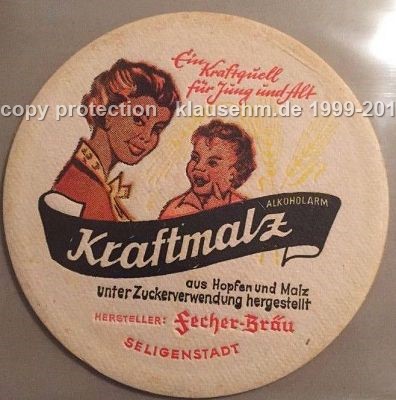 Ein
Kraftquell
für Jung und Alt
copy protection klausehm.de 1999-201
ALKOHOLARM
Kraftmalz
aus Hopfen und Malz
unter Zuckerverwendung hergestellt
HERSTELLER: Fecher-Bräu
SELIGENSTADT